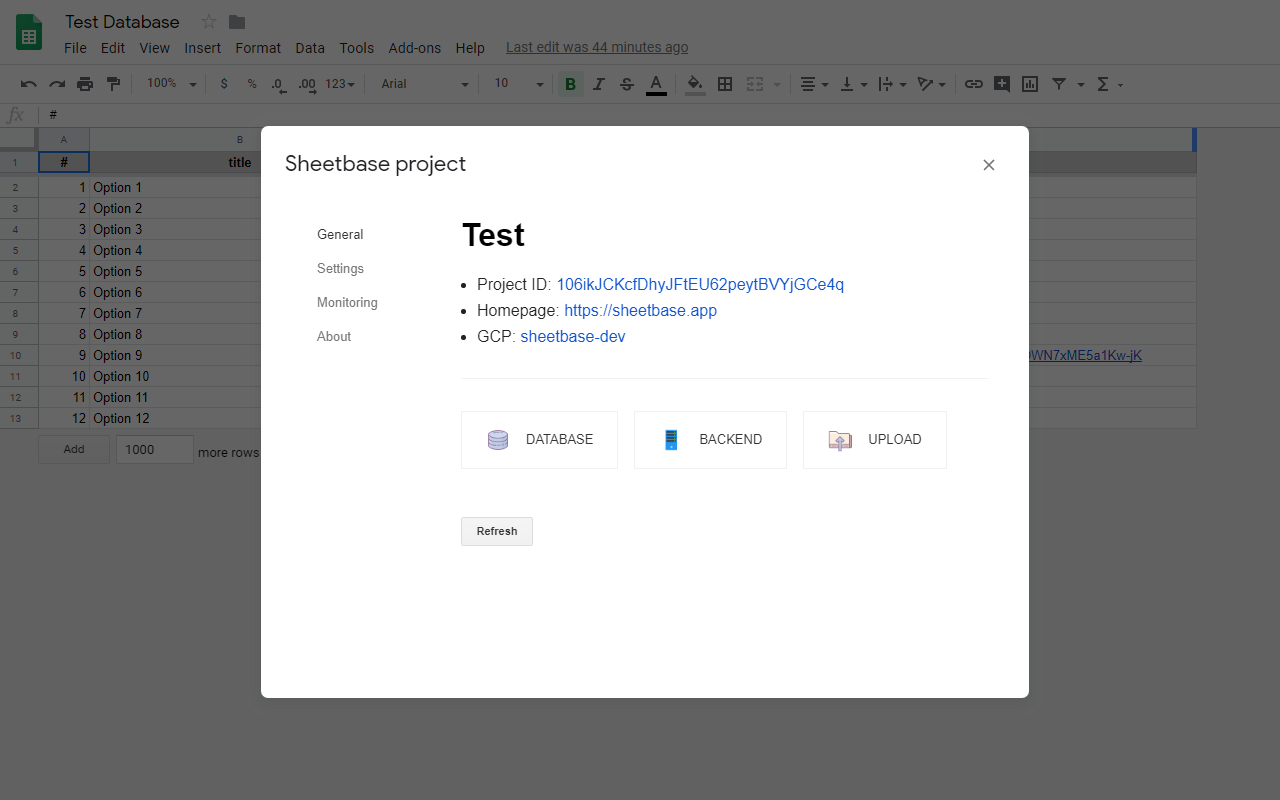 Test Database
File Edit View Insert Format Data Tools Add-ons Help Last edit was 44 minutes ago
100% $ % .0 .00 123 Arial 10 B I S A Σ
fx #
A B
1 # title
2 1 Option 1
3 2 Option 2
4 3 Option 3
5 4 Option 4
6 5 Option 5
7 6 Option 6
8 7 Option 7
9 8 Option 8
10 9 Option 9 WN7xME5a1Kw-jK
11 10 Option 10
12 11 Option 11
13 12 Option 12
Add 1000 more rows
Sheetbase project
General
Settings
Monitoring
About
Test
Project ID: 106ikJCKcfDhyJFtEU62peytBVYjGCe4q
Homepage: https://sheetbase.app
GCP: sheetbase-dev
DATABASE BACKEND UPLOAD
Refresh